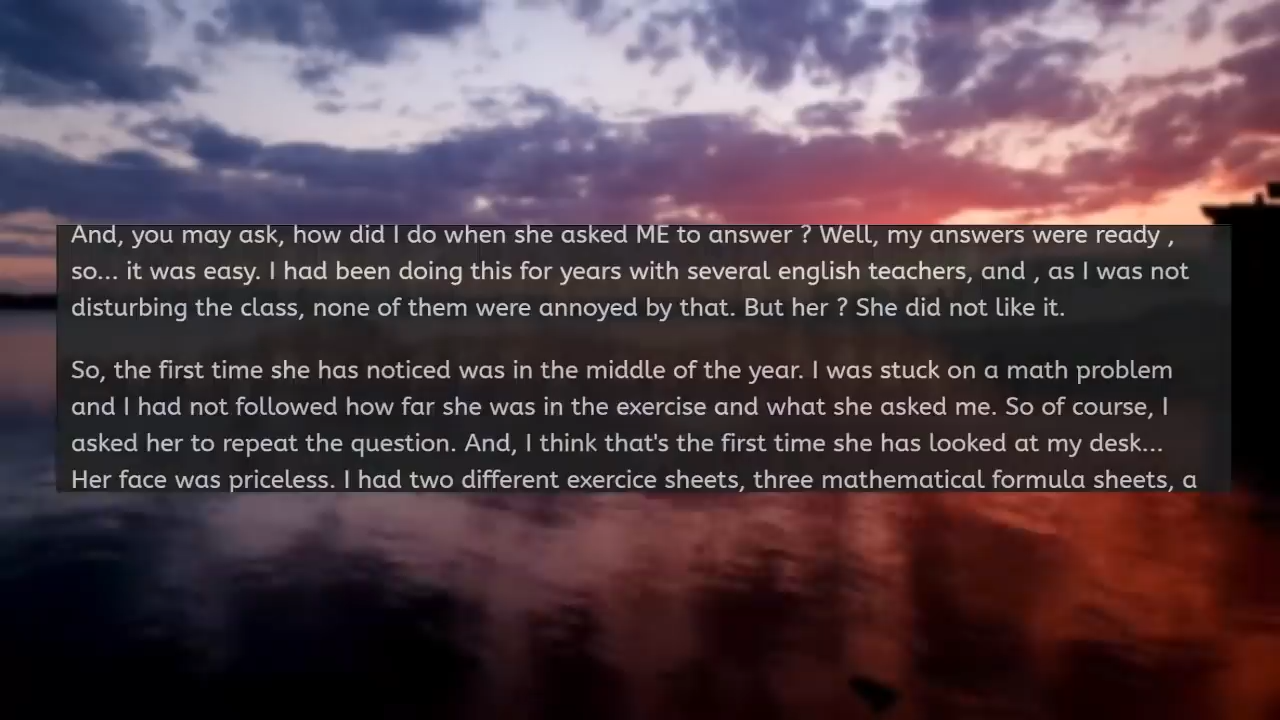 And, you may ask, how did I do when she asked ME to answer ? Well, my answers were ready ,
so... it was easy. I had been doing this for years with several english teachers, and , as I was not
disturbing the class, none of them were annoyed by that. But her ? She did not like it.
So, the first time she has noticed was in the middle of the year. I was stuck on a math problem
and I had not followed how far she was in the exercise and what she asked me. So of course, I
asked her to repeat the question. And, I think that's the first time she has looked at my desk...
Her face was priceless. I had two different exercice sheets, three mathematical formula sheets, a